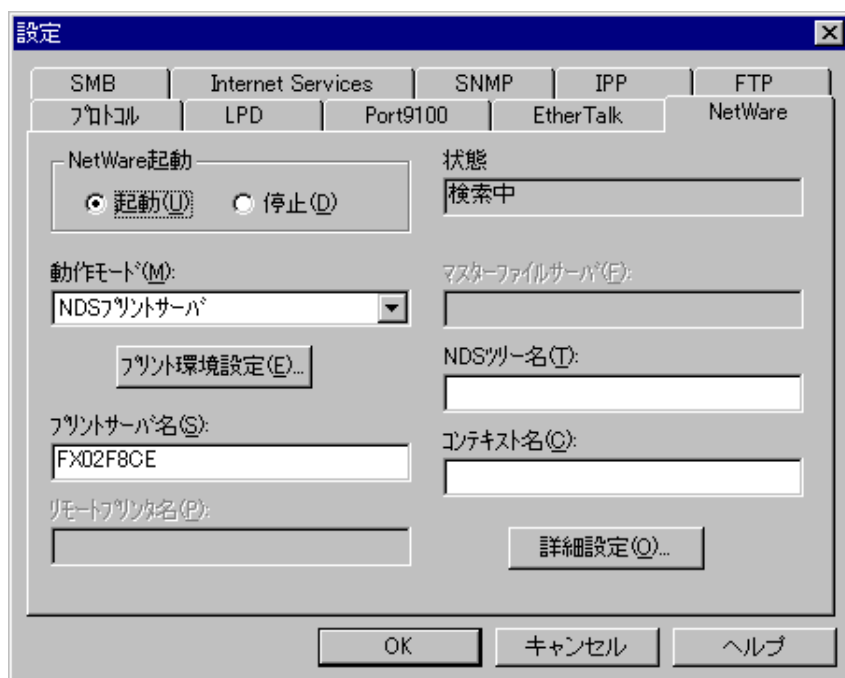 設定
SMB
Internet Services
SNMP
IPP
FTP
プロトコル
LPD
Port9100
EtherTalk
NetWare
NetWare起動
起動(U)
停止(D)
状態
検索中
動作モード(M):
NDSプリントサーバ
マスターファイルサーバ(F):
プリント環境設定(E)...
NDSツリー名(T):
プリントサーバ名(S):
FX02F8CE
コンテキスト名(C):
リモートプリンタ名(P):
詳細設定(O)...
OK
キャンセル
ヘルプ